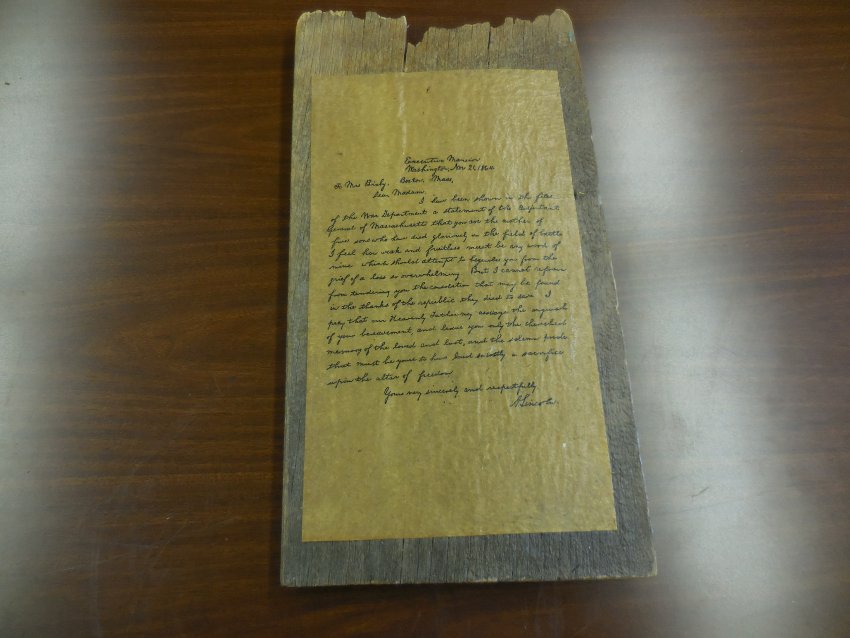 Executive Mansion
Washington, Nov 21, 1864
To Mrs Bixby, Boston, Mass,
Dear Madam,
I have been shown in the files
of the War Department a statement of the Adjutant
General of Massachusetts that you are the mother of
five sons who have died gloriously on the field of battle
I feel how weak and fruitless must be any word of
mine which should attempt to beguile you from the
grief of a loss so overwhelming But I cannot refrain
from tendering you the consolation that may be found
in the thanks of the republic they died to save I
pray that our Heavenly Father may assuage the anguish
of your bereavement, and leave you only the cherished
memory of the loved and lost, and the solemn pride
that must be yours to have laid so costly a sacrifice
upon the altar of freedom
Yours very sincerely and respectfully
A Lincoln.